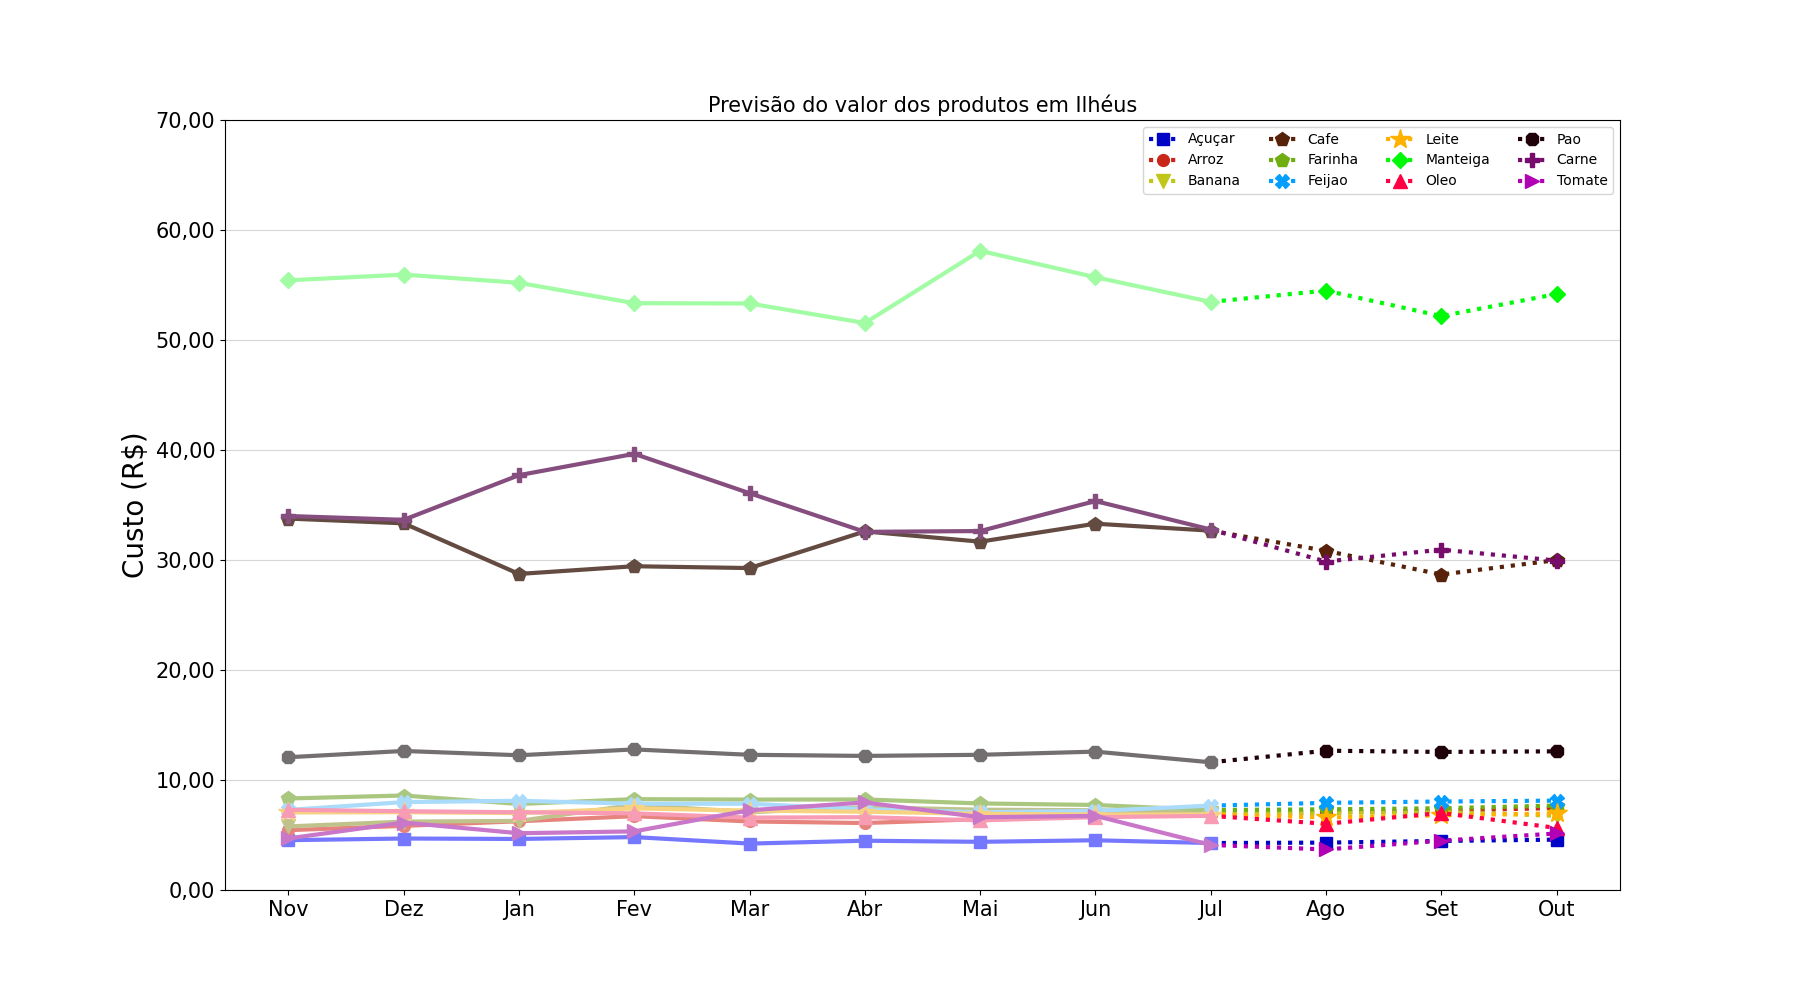 Previsão do valor dos produtos em Ilhéus
70,00
60,00
50,00
40,00
30,00
20,00
10,00
0,00
Custo (R$)
Açuçar Cafe Leite Pao
Arroz Farinha Manteiga Carne
Banana Feijao Oleo Tomate
Nov Dez Jan Fev Mar Abr Mai Jun Jul Ago Set Out